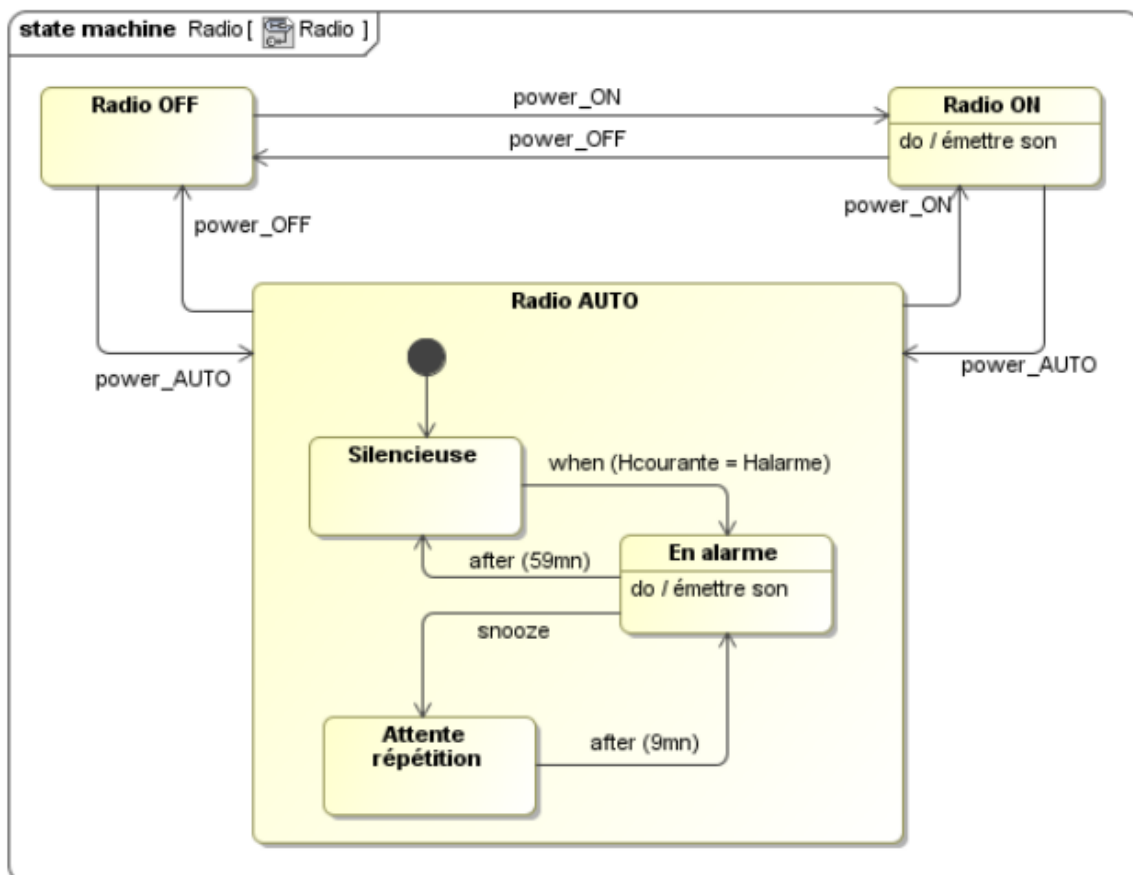 state machine Radio [ Radio ]
Radio OFF
power_ON
Radio ON
power_OFF
do / émettre son
power_OFF
power_ON
Radio AUTO
power_AUTO
power_AUTO
Silencieuse
when (Hcourante = Halarme)
En alarme
after (59mn)
do / émettre son
snooze
Attente
répétition
after (9mn)